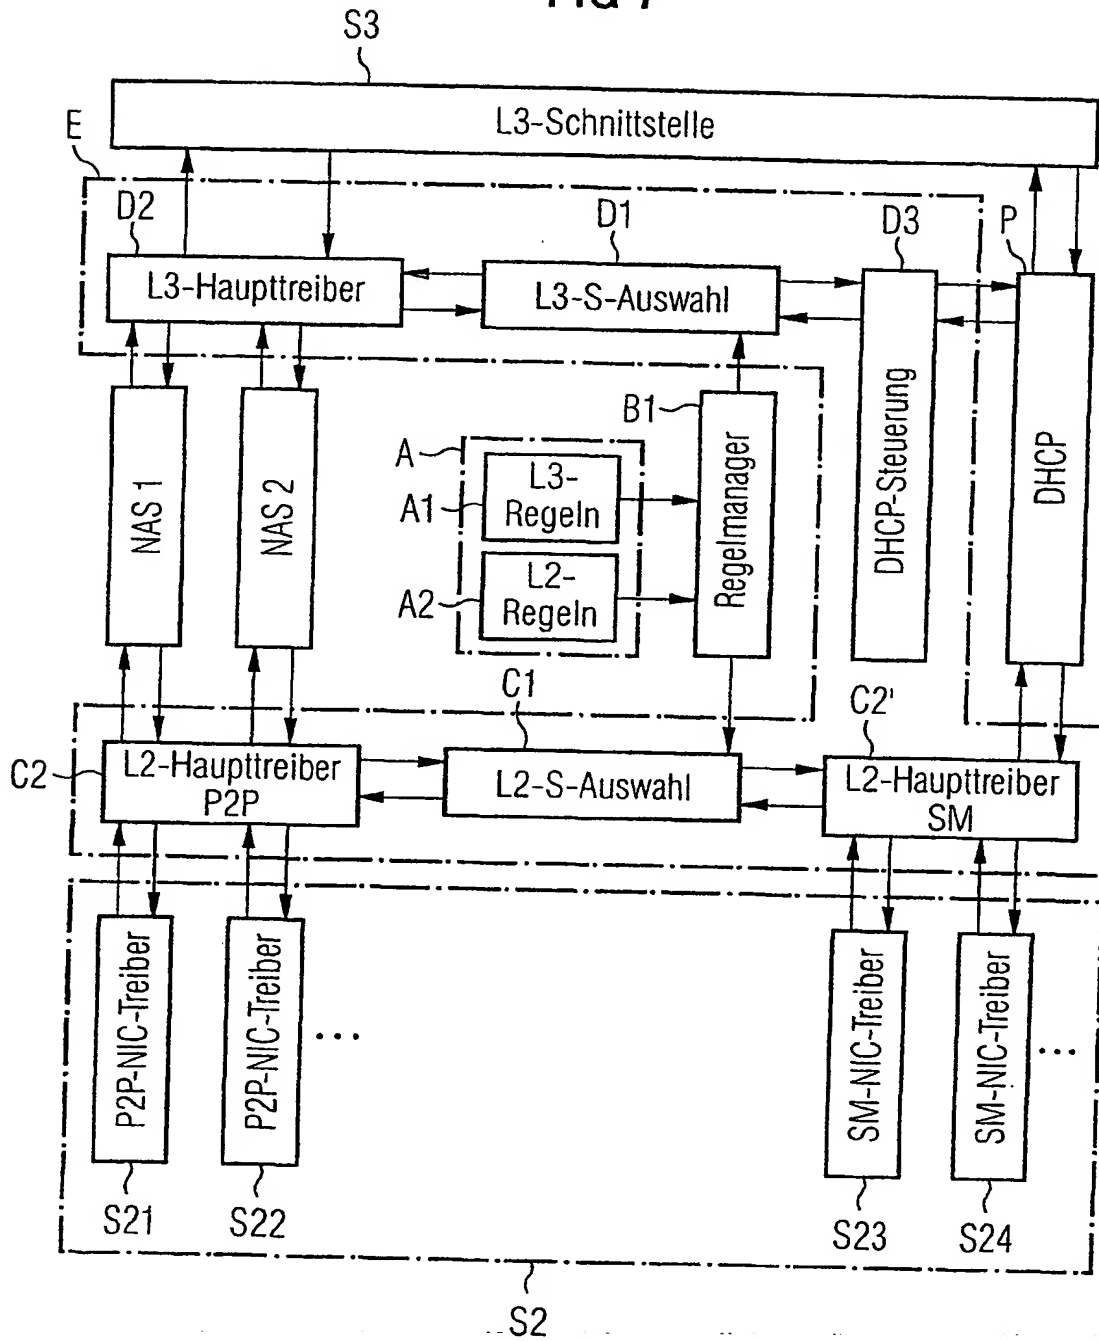 S3
L3-Schnittstelle
E
D2
D1
D3
P
L3-Haupttreiber
L3-S-Auswahl
DHCP-Steuerung
DHCP
NAS 1
NAS 2
B1
Regelmanager
A
A1
L3-
Regeln
A2
L2-
Regeln
C1
C2'
C2
L2-Haupttreiber
P2P
L2-S-Auswahl
L2-Haupttreiber
SM
P2P-NIC-Treiber
P2P-NIC-Treiber
...
SM-NIC-Treiber
SM-NIC-Treiber
...
S21
S22
S23
S24
S2